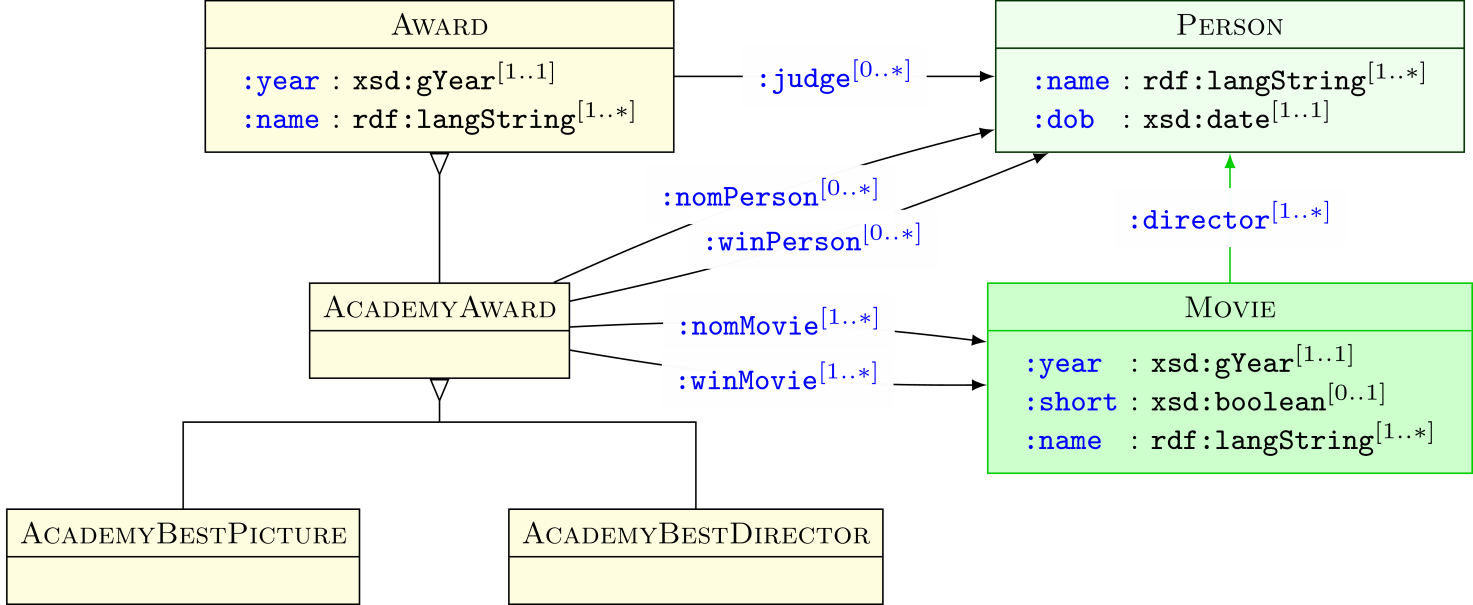 AWARD
:year : xsd:gYear[1..1]
:name : rdf:langString[1..*]
:judge[0..*]
PERSON
:name : rdf:langString[1..*]
:dob : xsd:date[1..1]
:nomPerson[0..*]
:winPerson[0..*]
:director[1..*]
ACADEMYAWARD
:nomMovie[1..*]
:winMovie[1..*]
MOVIE
:year : xsd:gYear[1..1]
:short : xsd:boolean[0..1]
:name : rdf:langString[1..*]
ACADEMYBESTPICTURE
ACADEMYBESTDIRECTOR